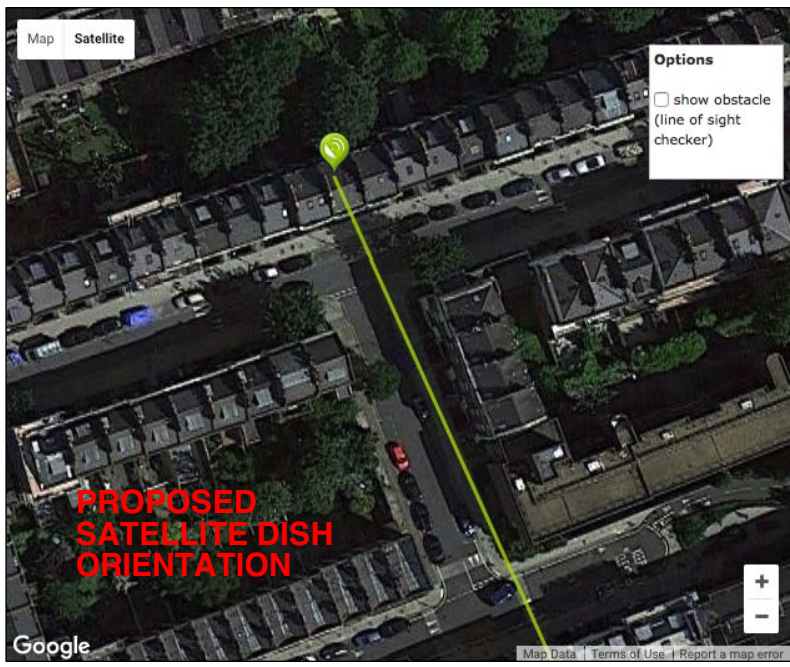 Map Satellite
Options
show obstacle
(line of sight
checker)
PROPOSED
SATELLITE DISH
ORIENTATION
+
−
Google
Map Data Terms of Use Report a map error